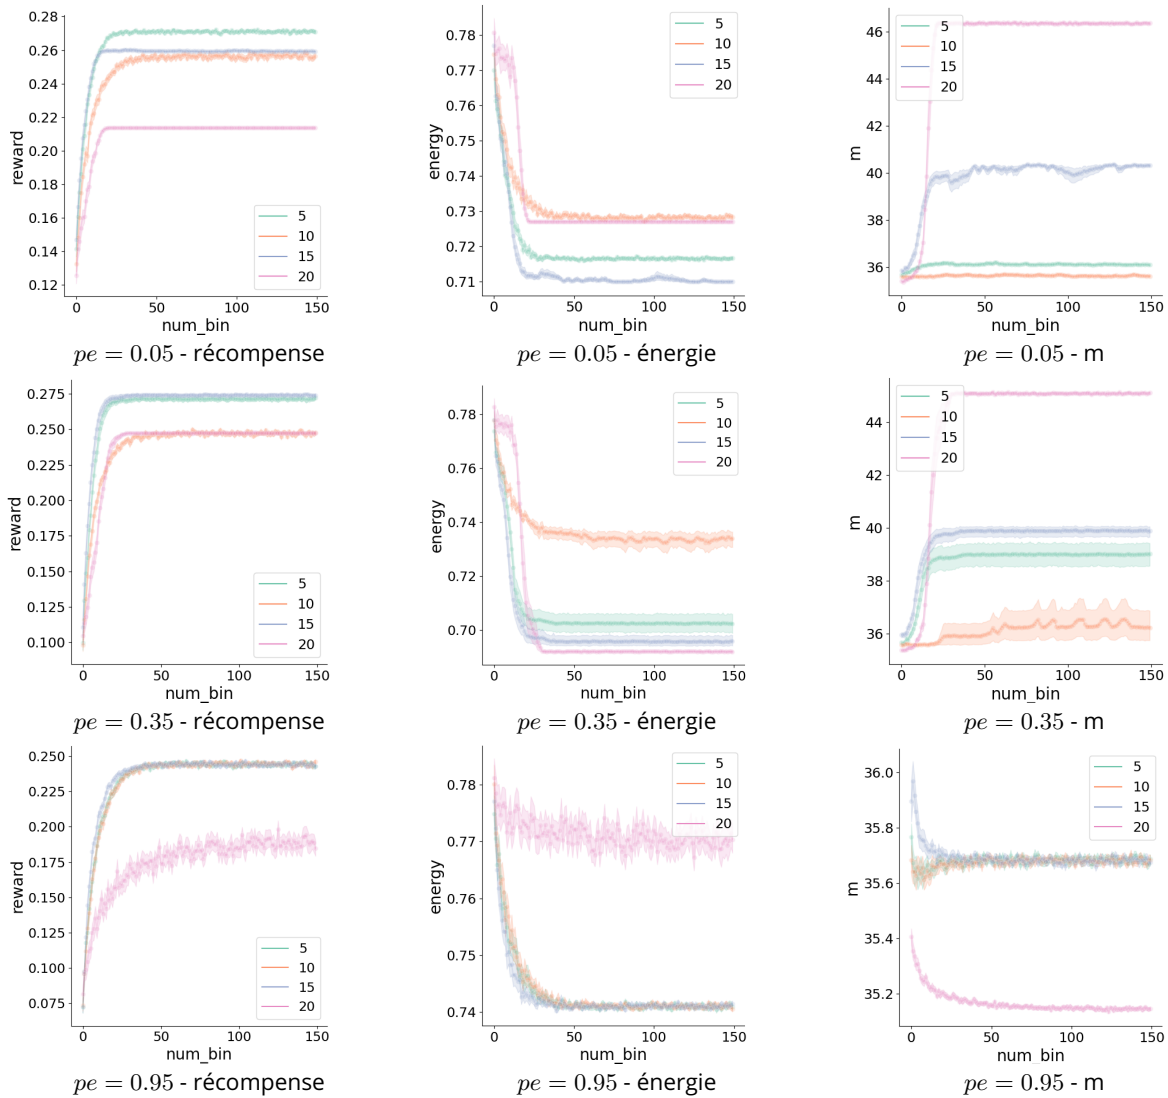 0.28
0.26
0.24
0.22
0.20
0.18
0.16
0.14
0.12
reward
5
10
15
20
0 50 100 150
num_bin
pe = 0.05 - récompense
0.78
0.77
0.76
0.75
0.74
0.73
0.72
0.71
energy
5
10
15
20
0 50 100 150
num_bin
pe = 0.05 - énergie
46
44
42
40
38
36
m
5
10
15
20
0 50 100 150
num_bin
pe = 0.05 - m
0.275
0.250
0.225
0.200
0.175
0.150
0.125
0.100
reward
5
10
15
20
0 50 100 150
num_bin
pe = 0.35 - récompense
0.78
0.76
0.74
0.72
0.70
energy
5
10
15
20
0 50 100 150
num_bin
pe = 0.35 - énergie
44
42
40
38
36
m
5
10
15
20
0 50 100 150
num_bin
pe = 0.35 - m
0.250
0.225
0.200
0.175
0.150
0.125
0.100
0.075
reward
5
10
15
20
0 50 100 150
num_bin
pe = 0.95 - récompense
0.78
0.77
0.76
0.75
0.74
energy
5
10
15
20
0 50 100 150
num_bin
pe = 0.95 - énergie
36.0
35.8
35.6
35.4
35.2
m
5
10
15
20
0 50 100 150
num_bin
pe = 0.95 - m